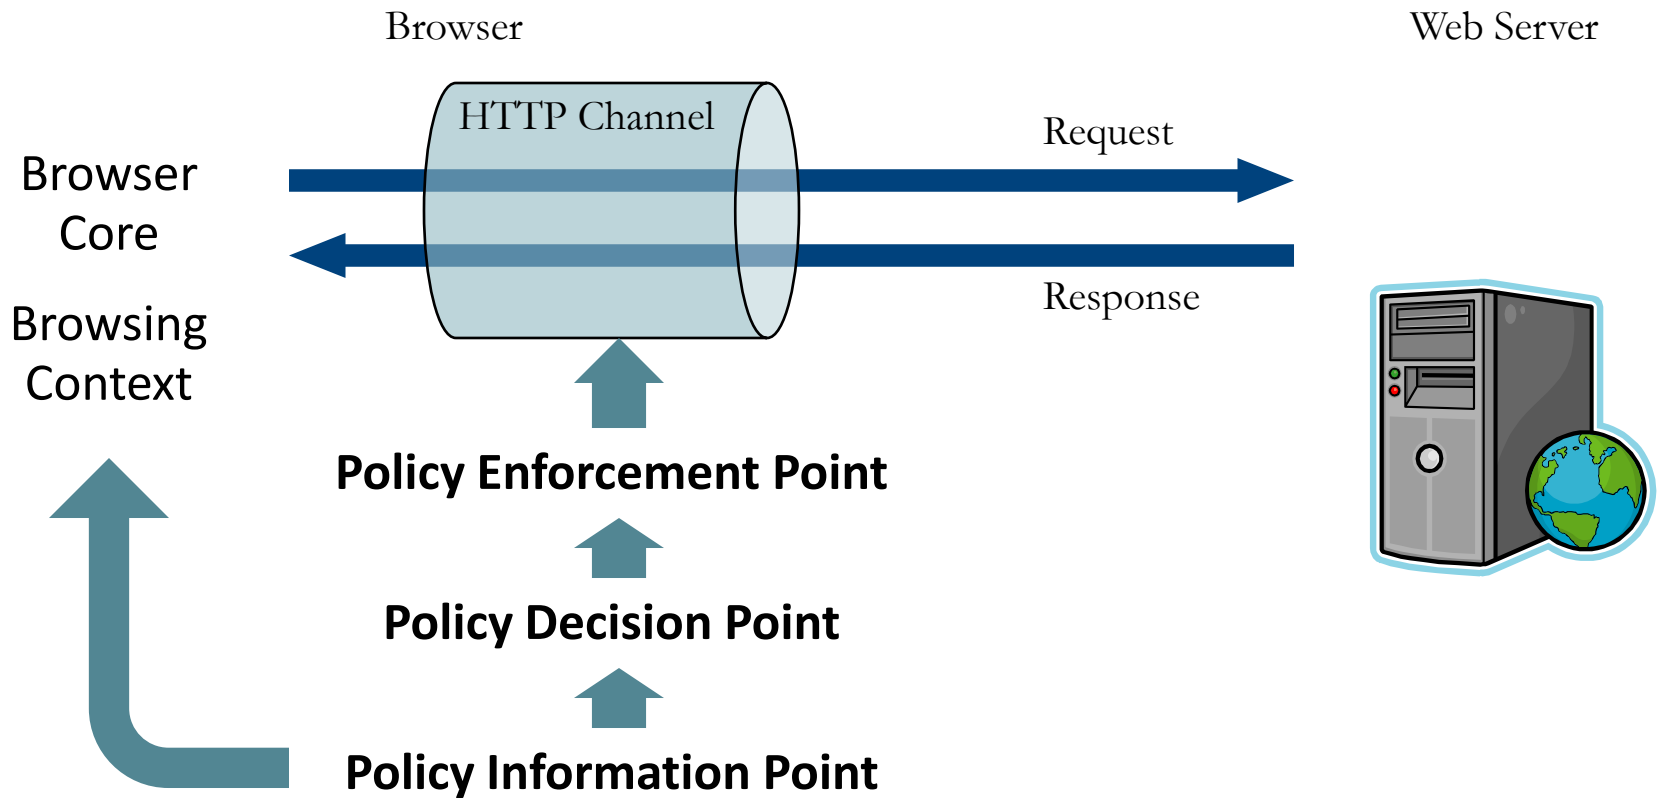 Browser
Web Server
HTTP Channel
Request
Browser
Core
Response
Browsing
Context
Policy Enforcement Point
Policy Decision Point
Policy Information Point